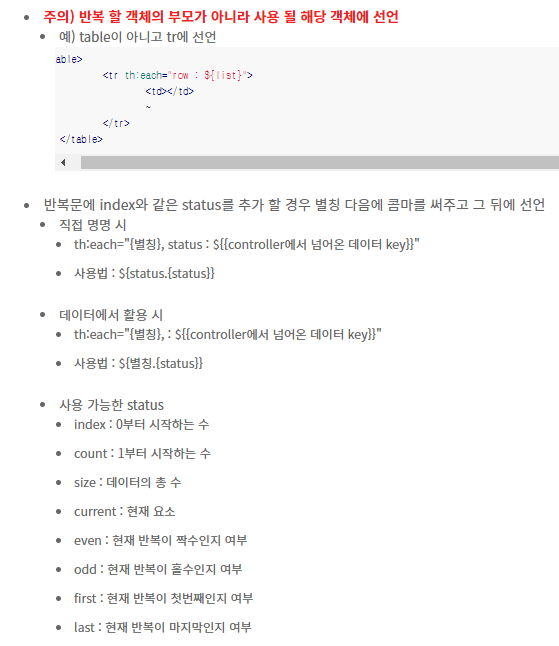 주의) 반복 할 객체의 부모가 아니라 사용 될 해당 객체에 선언
예) table이 아니고 tr에 선언
able>
<tr th:each="row : ${list}">
<td></td>
~
</tr>
</table>
반복문에 index와 같은 status를 추가 할 경우 별칭 다음에 콤마를 써주고 그 뒤에 선언
직접 명명 시
th:each="{별칭}, status : ${{controller에서 넘어온 데이터 key}}"
사용법 : ${status.{status}}
데이터에서 활용 시
th:each="{별칭}, : ${{controller에서 넘어온 데이터 key}}"
사용법 : ${별칭.{status}}
사용 가능한 status
index : 0부터 시작하는 수
count : 1부터 시작하는 수
size : 데이터의 총 수
current : 현재 요소
even : 현재 반복이 짝수인지 여부
odd : 현재 반복이 홀수인지 여부
first : 현재 반복이 첫번째인지 여부
last : 현재 반복이 마지막인지 여부